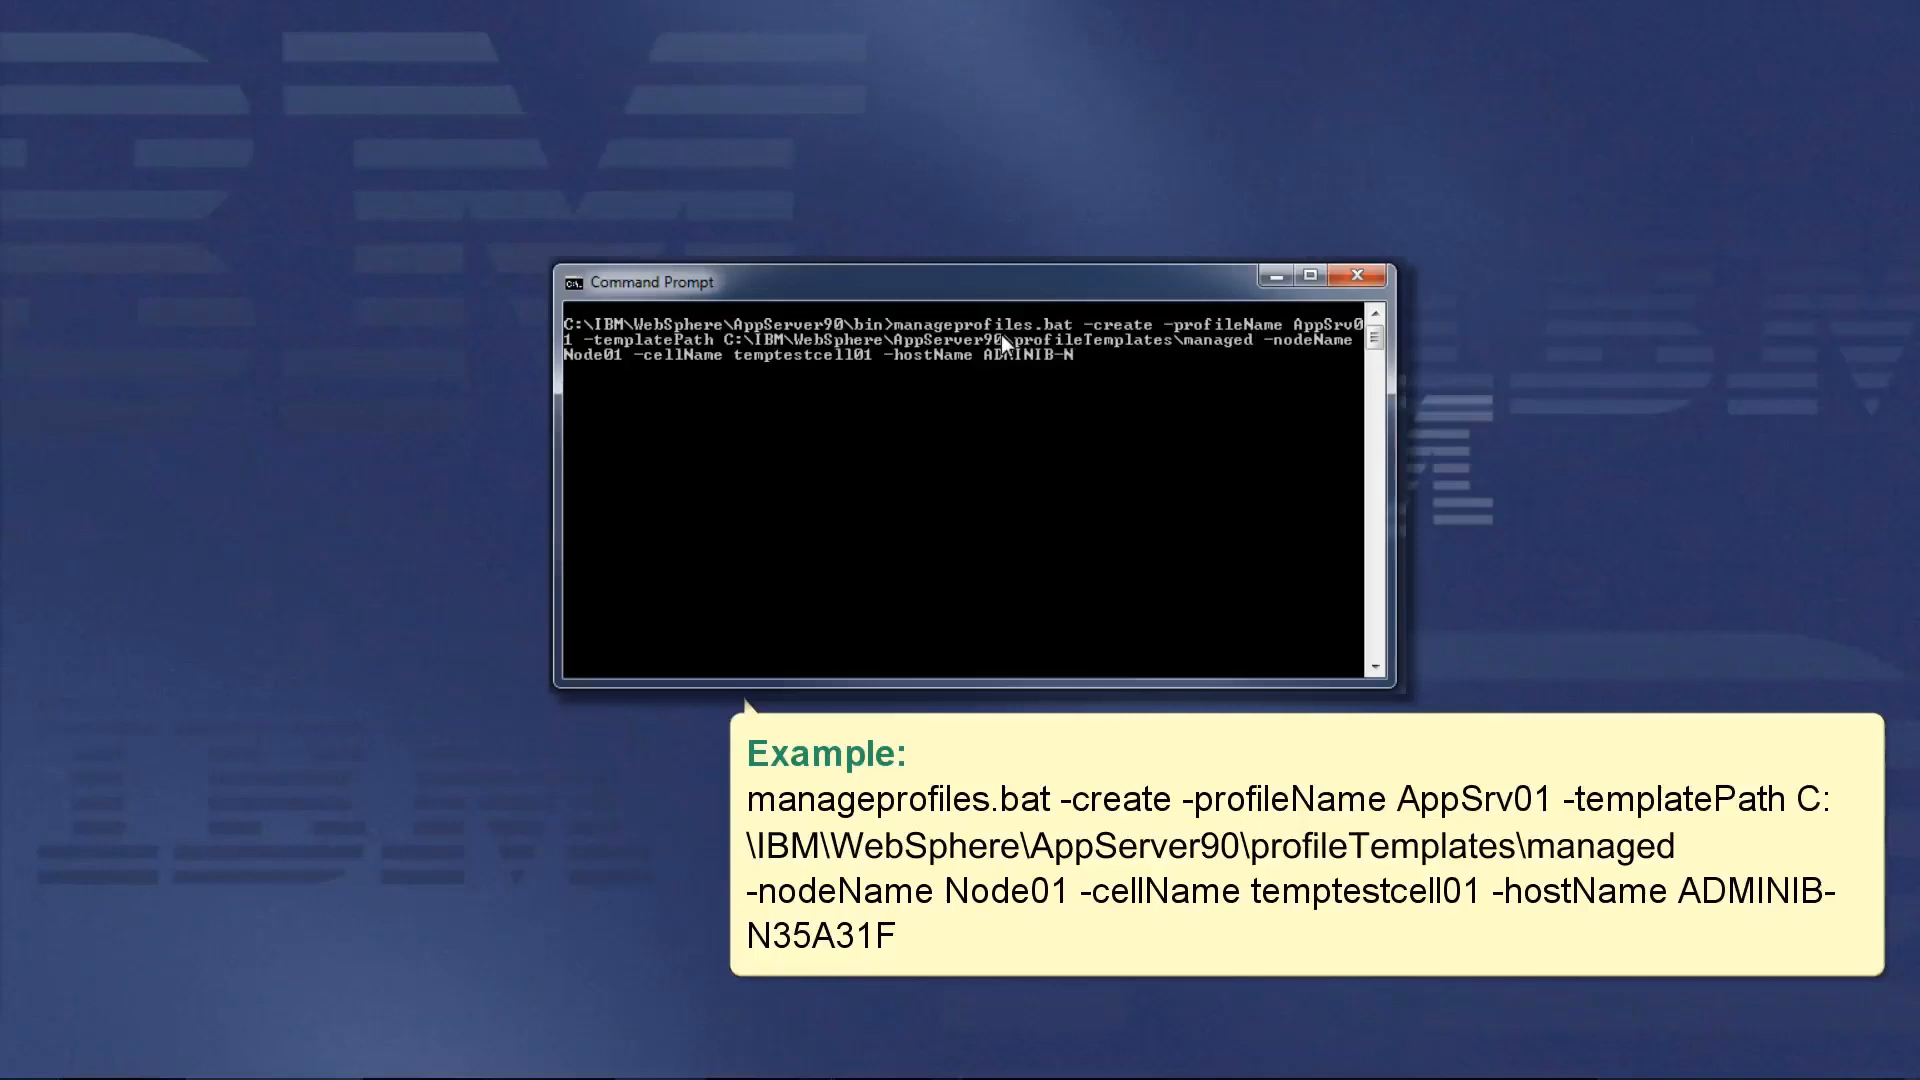 Command Prompt
C:\IBM\WebSphere\AppServer90\bin>manageprofiles.bat -create -profileName AppSrv0
1 -templatePath C:\IBM\WebSphere\AppServer90\profileTemplates\managed -nodeName
Node01 -cellName temptestcell01 -hostName ADMINIB-N
Example:
manageprofiles.bat -create -profileName AppSrv01 -templatePath C:
\IBM\WebSphere\AppServer90\profileTemplates\managed
-nodeName Node01 -cellName temptestcell01 -hostName ADMINIB-
N35A31F